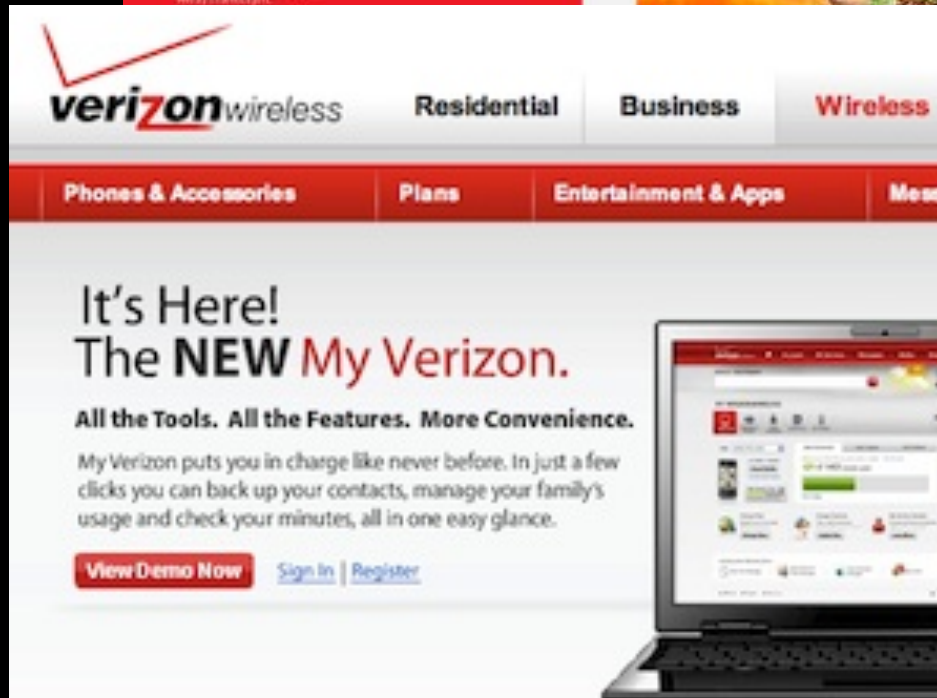 verizonwireless
Residential Business Wireless
Phones & Accessories Plans Entertainment & Apps
It's Here!
The NEW My Verizon.
All the Tools. All the Features. More Convenience.
My Verizon puts you in charge like never before. In just a few
clicks you can back up your contacts, manage your family's
usage and check your minutes, all in one easy glance.
View Demo Now Sign In | Register